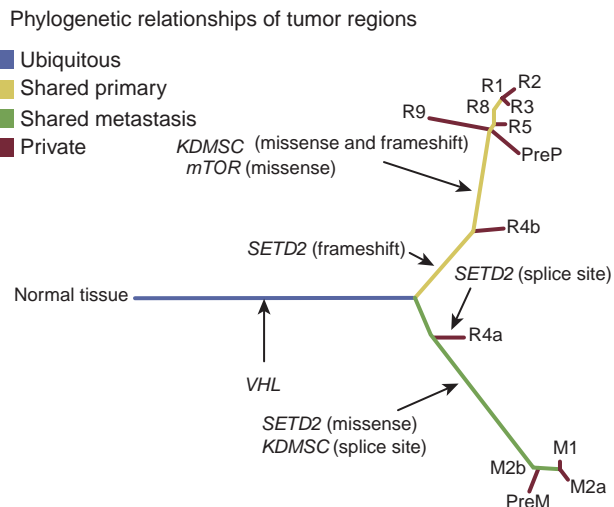 Phylogenetic relationships of tumor regions
Ubiquitous
Shared primary
Shared metastasis
Private
R1
R2
R8
R3
R9
R5
PreP
KDMSC (missense and frameshift)
mTOR (missense)
R4b
SETD2 (frameshift)
SETD2 (splice site)
Normal tissue
R4a
VHL
SETD2 (missense)
KDMSC (splice site)
M1
M2b
M2a
PreM